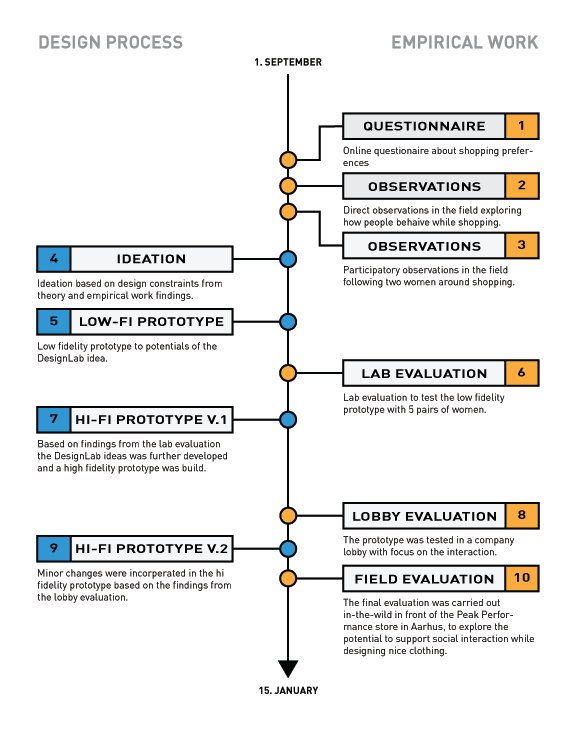 DESIGN PROCESS
EMPIRICAL WORK
1. SEPTEMBER
QUESTIONNAIRE 1
Online questionaire about shopping prefer-
ences
OBSERVATIONS 2
Direct observations in the field exploring
how people behaive while shopping.
OBSERVATIONS 3
Participatory observations in the field
following two women around shopping.
4 IDEATION
Ideation based on design constraints from
theory and empirical work findings.
5 LOW-FI PROTOTYPE
Low fidelity prototype to potentials of the
DesignLab idea.
LAB EVALUATION 6
Lab evaluation to test the low fidelity
prototype with 5 pairs of women.
7 HI-FI PROTOTYPE V.1
Based on findings from the lab evaluation
the DesignLab ideas was further developed
and a high fidelity prototype was build.
LOBBY EVALUATION 8
The prototype was tested in a company
lobby with focus on the interaction.
9 HI-FI PROTOTYPE V.2
Minor changes were incorperated in the hi
fidelity prototype based on the findings from
the lobby evaluation.
FIELD EVALUATION 10
The final evaluation was carried out
in-the-wild in front of the Peak Perfor-
mance store in Aarhus, to explore the
potential to support social interaction while
designing nice clothing.
15. JANUARY